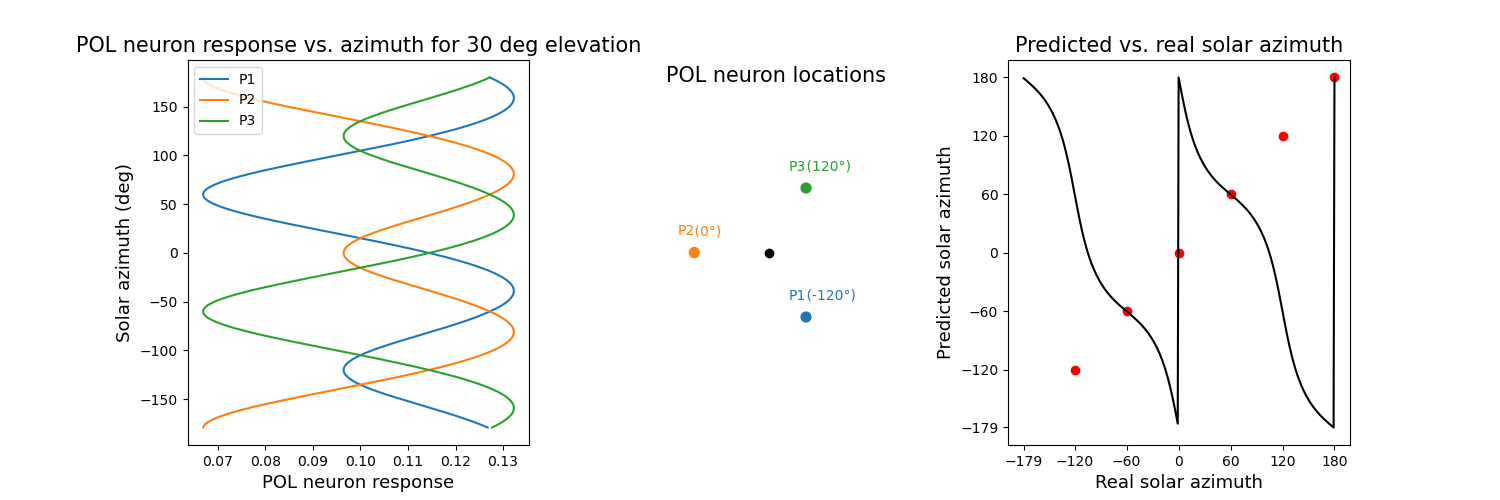 POL neuron response vs. azimuth for 30 deg elevation
P1
P2
P3
150
100
50
0
−50
−100
−150
Solar azimuth (deg)
0.07 0.08 0.09 0.10 0.11 0.12 0.13
POL neuron response
POL neuron locations
P3(120°)
P2(0°)
P1(-120°)
Predicted vs. real solar azimuth
180
120
60
0
−60
−120
−179
Predicted solar azimuth
−179 −120 −60 0 60 120 180
Real solar azimuth